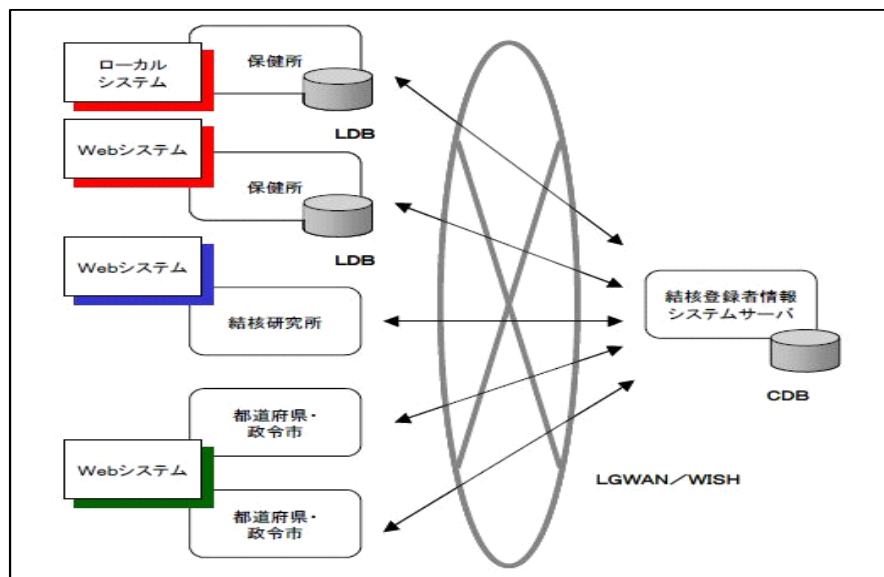 ローカル
システム
保健所
LDB
Webシステム
保健所
LDB
Webシステム
結核研究所
結核登録者情報
システムサーバ
CDB
都道府県・
政令市
Webシステム
都道府県・
政令市
LGWAN／WISH